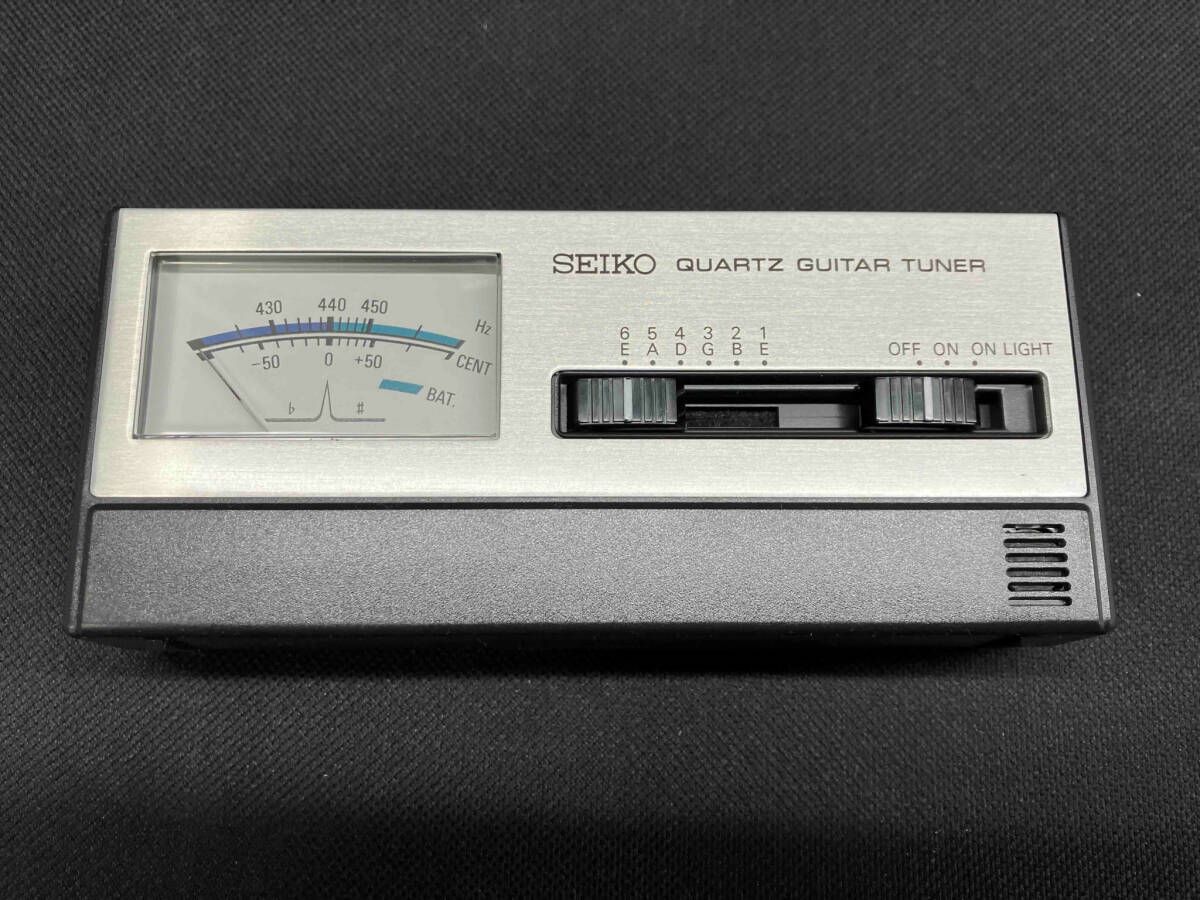 SEIKO QUARTZ GUITAR TUNER
430 440 450 Hz
-50 0 +50 CENT
BAT.
♭ ♯
6 5 4 3 2 1
E A D G B E
OFF ON ON LIGHT